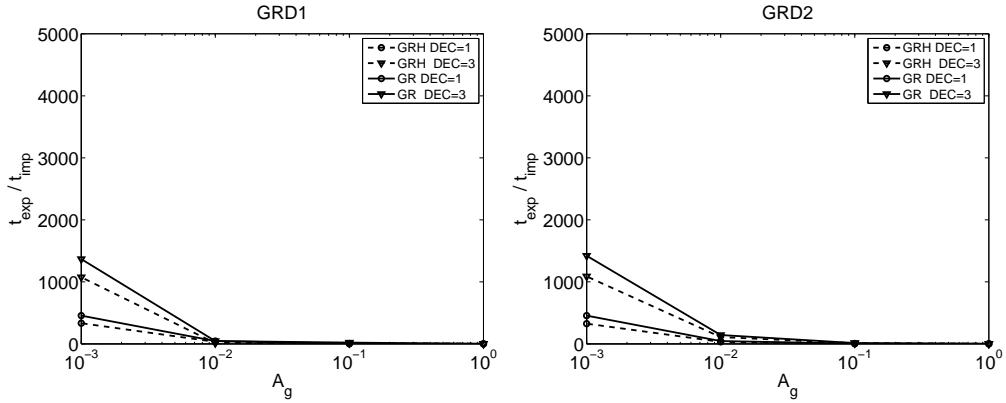 GRD1
5000
4000
3000
2000
1000
0
t_exp / t_imp
10^-3
10^-2
10^-1
10^0
A_g
GRH DEC=1
GRH DEC=3
GR DEC=1
GR DEC=3
GRD2
5000
4000
3000
2000
1000
0
t_exp / t_imp
10^-3
10^-2
10^-1
10^0
A_g
GRH DEC=1
GRH DEC=3
GR DEC=1
GR DEC=3